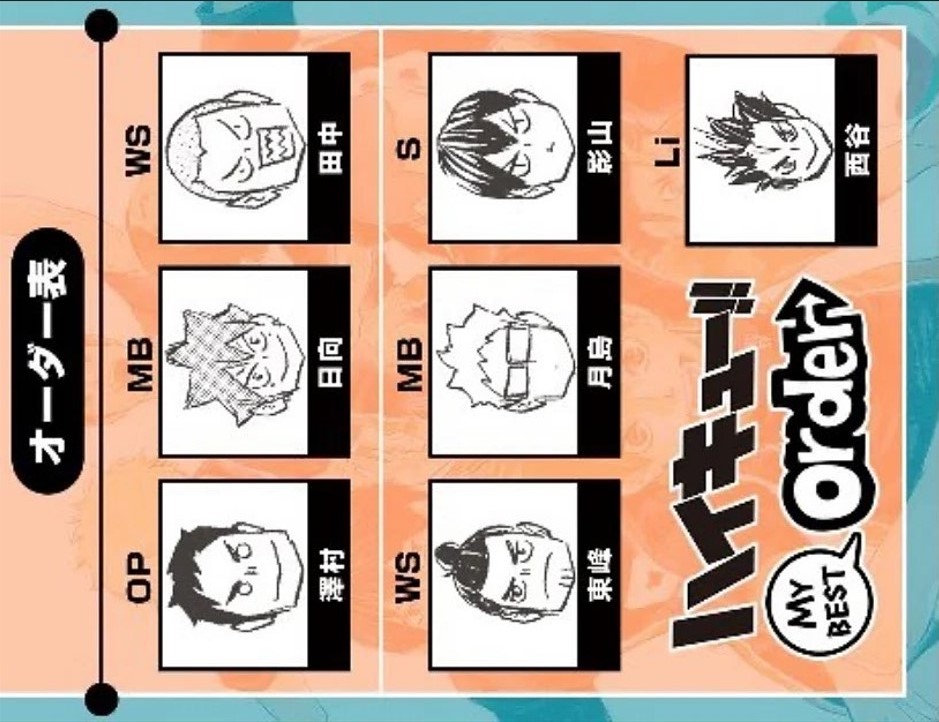 オーダー表
OP MB WS
澤村 日向 田中
WS MB S
東峰 月島 影山
Li
ハイキュー!!
MY
BEST
order
西谷